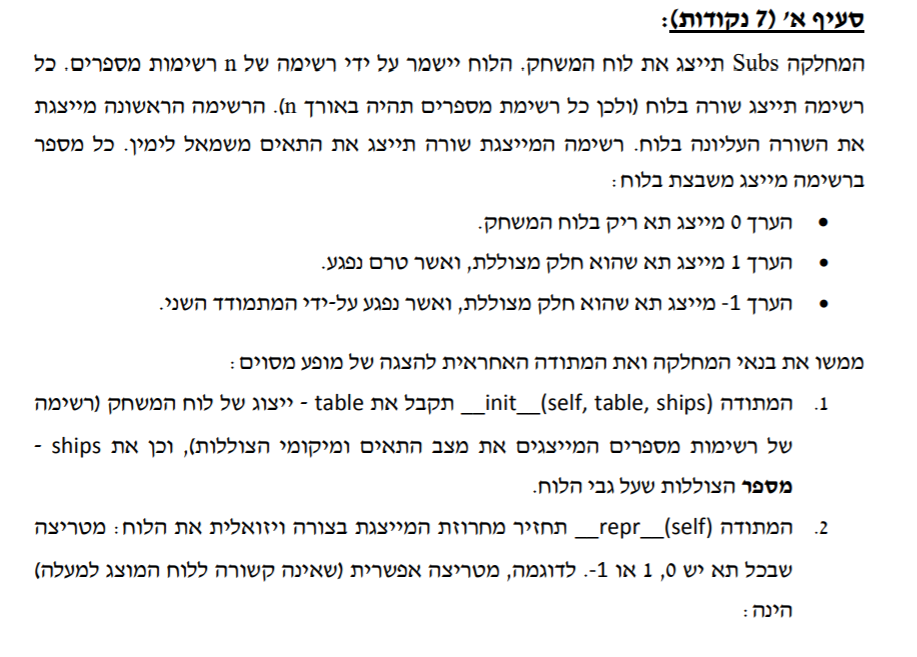 סעיף א' (7 נקודות):
המחלקה Subs תייצג את לוח המשחק. הלוח יישמר על ידי רשימה של n רשימות מספרים. כל
רשימה תייצג שורה בלוח (ולכן כל רשימת מספרים תהיה באורך n). הרשימה הראשונה מייצגת
את השורה העליונה בלוח. רשימה המייצגת שורה תייצג את התאים משמאל לימין. כל מספר
ברשימה מייצג משבצת בלוח:
• הערך 0 מייצג תא ריק בלוח המשחק.
• הערך 1 מייצג תא שהוא חלק מצוללת, ואשר טרם נפגע.
• הערך 1- מייצג תא שהוא חלק מצוללת, ואשר נפגע על-ידי המתמודד השני.
ממשו את בנאי המחלקה ואת המתודה האחראית להצגה של מופע מסוים:
1. המתודה __init__(self, table, ships) תקבל את table - ייצוג של לוח המשחק (רשימה
של רשימות מספרים המייצגים את מצב התאים ומיקומי הצוללות), וכן את ships -
מספר הצוללות שעל גבי הלוח.
2. המתודה __repr__(self) תחזיר מחרוזת המייצגת בצורה ויזואלית את הלוח: מטריצה
שבכל תא יש 0, 1 או 1-. לדוגמה, מטריצה אפשרית (שאינה קשורה ללוח המוצג למעלה)
הינה: